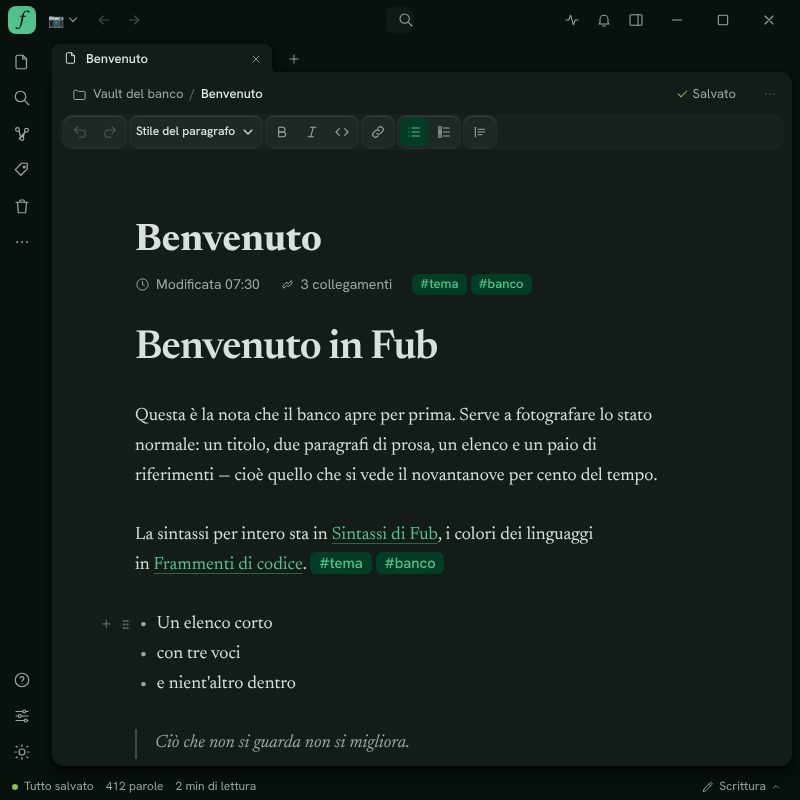 Benvenuto
Vault del banco / Benvenuto
Salvato
Stile del paragrafo
B I
Benvenuto
Modificata 07:30 3 collegamenti #tema #banco
Benvenuto in Fub
Questa è la nota che il banco apre per prima. Serve a fotografare lo stato
normale: un titolo, due paragrafi di prosa, un elenco e un paio di
riferimenti — cioè quello che si vede il novantanove per cento del tempo.
La sintassi per intero sta in Sintassi di Fub, i colori dei linguaggi
in Frammenti di codice. #tema #banco
• Un elenco corto
• con tre voci
• e nient'altro dentro
Ciò che non si guarda non si migliora.
Tutto salvato 412 parole 2 min di lettura
Scrittura